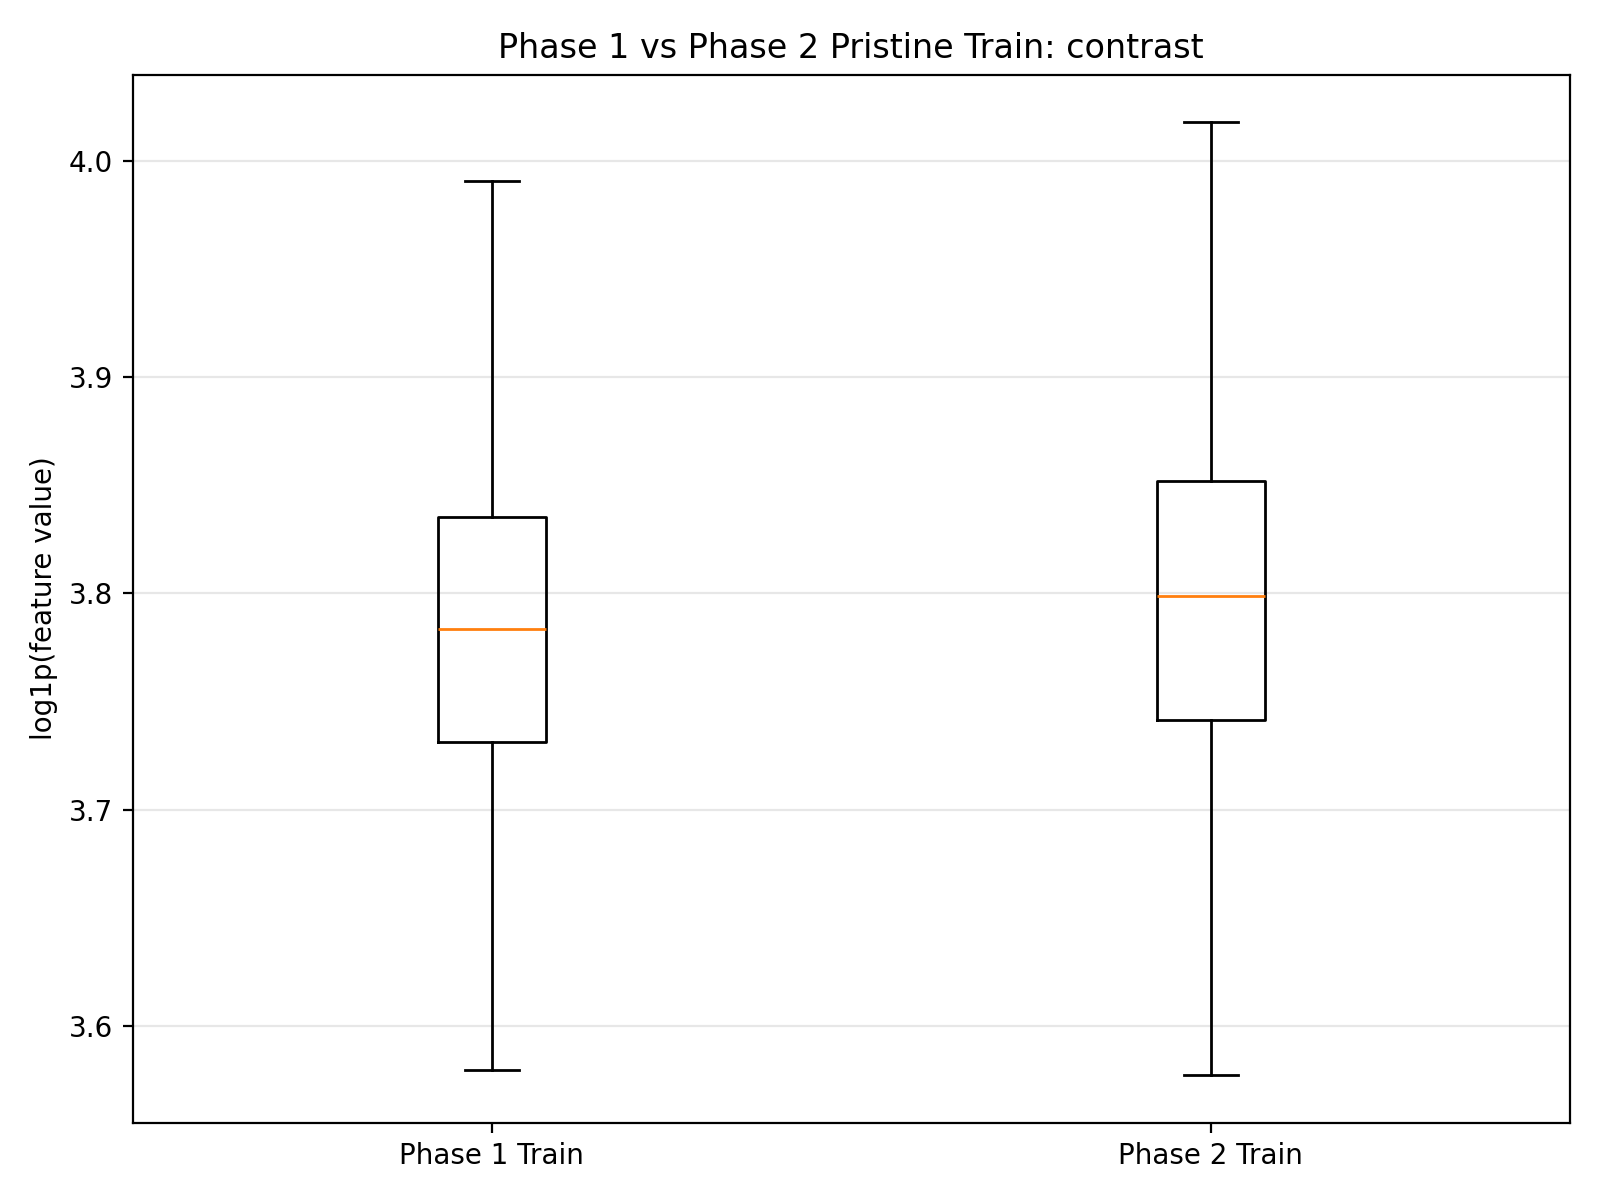 Phase 1 vs Phase 2 Pristine Train: contrast
log1p(feature value)
4.0
3.9
3.8
3.7
3.6
Phase 1 Train
Phase 2 Train